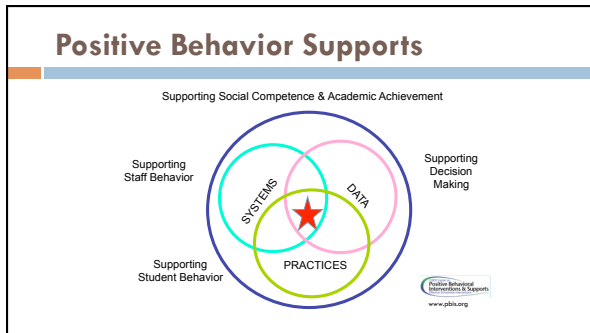 Positive Behavior Supports
Supporting Social Competence & Academic Achievement
Supporting
Staff Behavior
Supporting
Decision
Making
SYSTEMS
DATA
PRACTICES
Supporting
Student Behavior
Positive Behavioral
Interventions & Supports
www.pbis.org